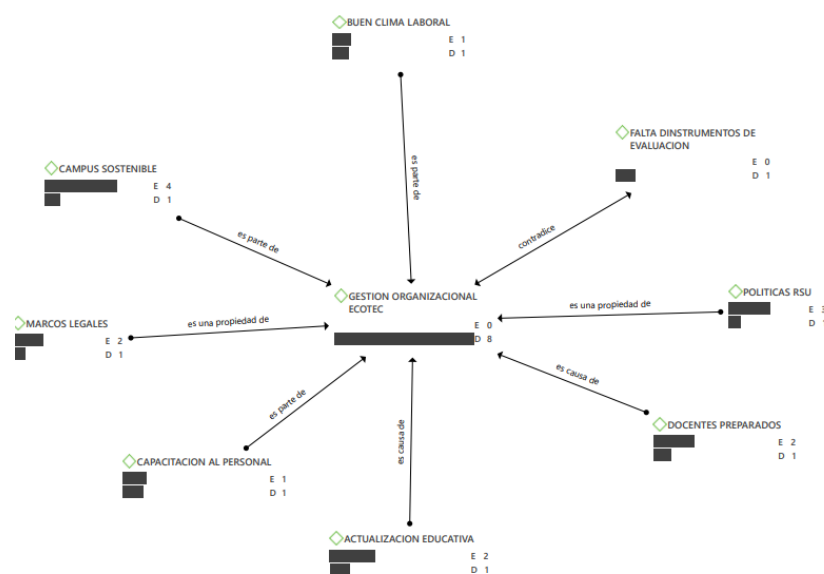 BUEN CLIMA LABORAL
E 1
D 1
FALTA DINSTRUMENTOS DE
EVALUACION
E 0
D 1
CAMPUS SOSTENIBLE
E 4
D 1
es parte de
es parte de
contradice
GESTION ORGANIZACIONAL
ECOTEC
E 0
D 8
POLITICAS RSU
E 3
D
es una propiedad de
MARCOS LEGALES
E 2
D 1
es una propiedad de
es causa de
DOCENTES PREPARADOS
E 2
D 1
es parte de
es causa de
CAPACITACION AL PERSONAL
E 1
D 1
ACTUALIZACION EDUCATIVA
E 2
D 1